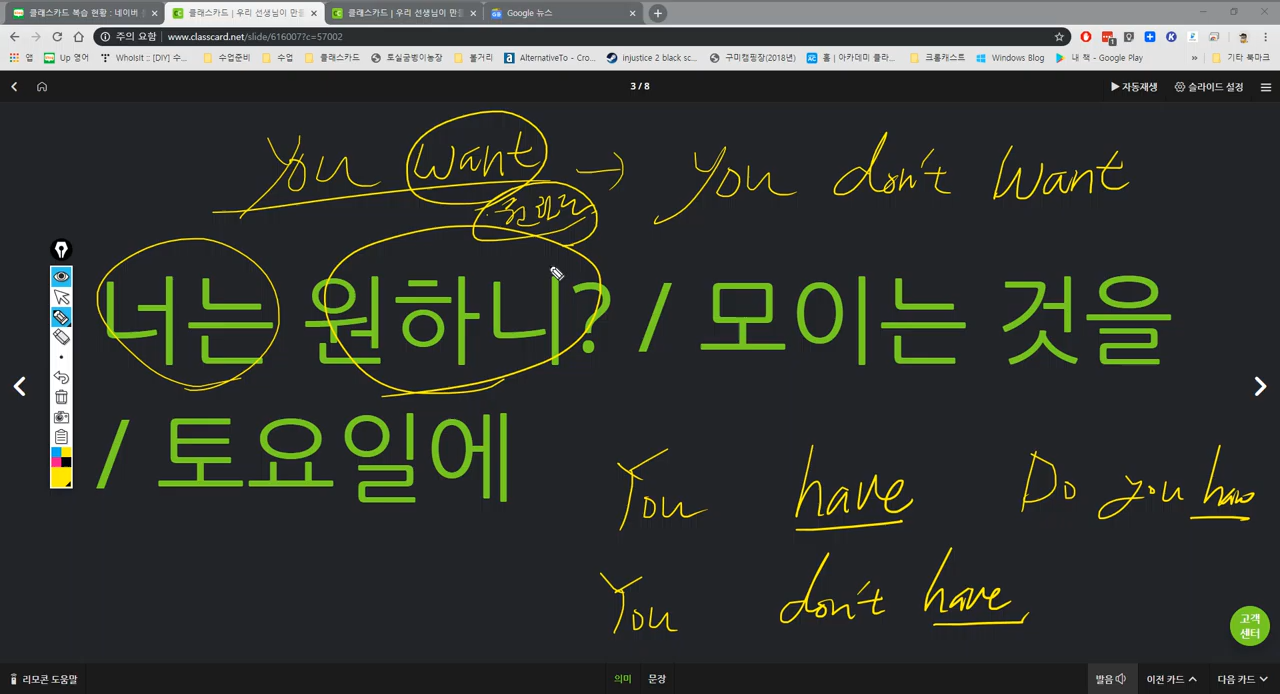 클래스카드 복습 현황 : 네이버
클래스카드 | 우리 선생님이 만들
클래스카드 | 우리 선생님이 만들
Google 뉴스
주의 요함 www.classcard.net/slide/616007?c=57002
앱 Up 영어 WhoIsIt :: [DIY] 수... 수업준비 수업 클래스카드 토실공병이농장 볼거리 AlternativeTo - Cro... injustice 2 black sc... 구미캠핑장(2018년) 홈 | 아카데미 클라... 크롬캐스트 Windows Blog 내 책 - Google Play » 기타 북마크
3 / 8 자동재생 슬라이드 설정
You want → You don't want
너는 원하니? / 모이는 것을
/ 토요일에
You have Do you have
You don't have
고객
센터
리모콘 도움말 의미 문장 발음 이전 카드 다음 카드